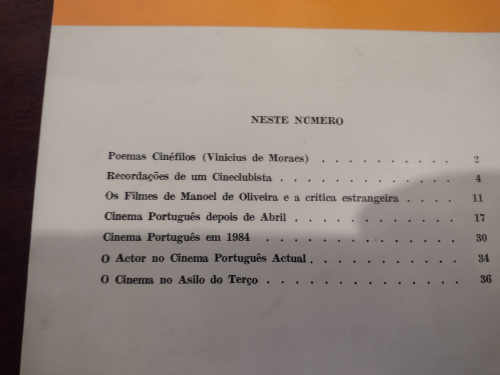 NESTE NÚMERO
Poemas Cinéfilos (Vinicius de Moraes) . . . . . . . . . . 2
Recordações de um Cineclubista . . . . . . . . . . . . 4
Os Filmes de Manoel de Oliveira e a crítica estrangeira . . . . 11
Cinema Português depois de Abril . . . . . . . . . . . . 17
Cinema Português em 1984 . . . . . . . . . . . . . . 30
O Actor no Cinema Português Actual . . . . . . . . . . . 34
O Cinema no Asilo do Terço . . . . . . . . . . . . . . 36